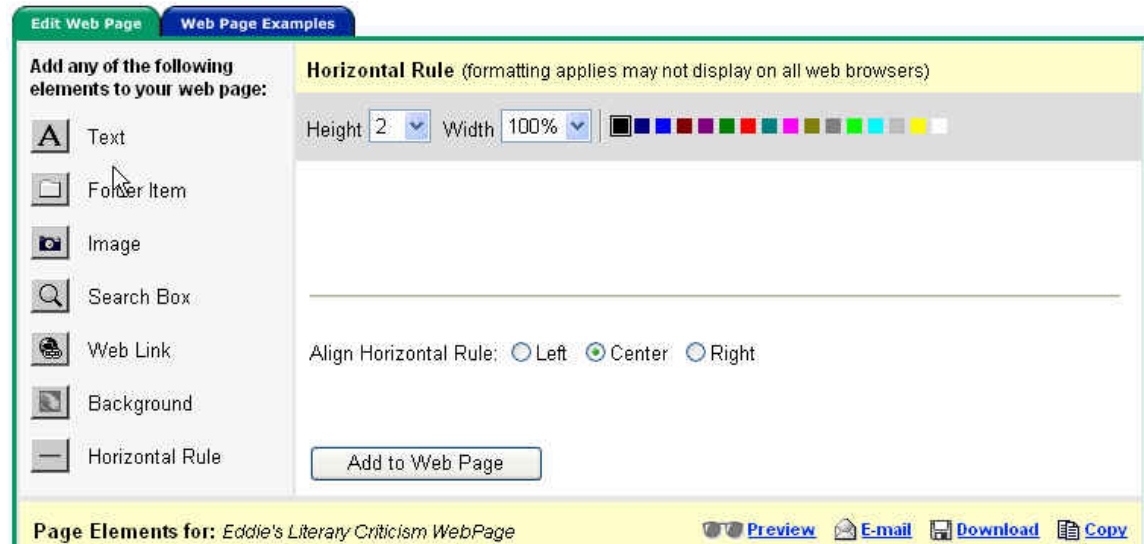 Edit Web Page
Web Page Examples
Add any of the following
elements to your web page:
Text
Folder Item
Image
Search Box
Web Link
Background
Horizontal Rule
Horizontal Rule (formatting applies may not display on all web browsers)
Height 2 Width 100%
Align Horizontal Rule: Left Center Right
Add to Web Page
Page Elements for: Eddie's Literary Criticism WebPage
Preview E-mail Download Copy